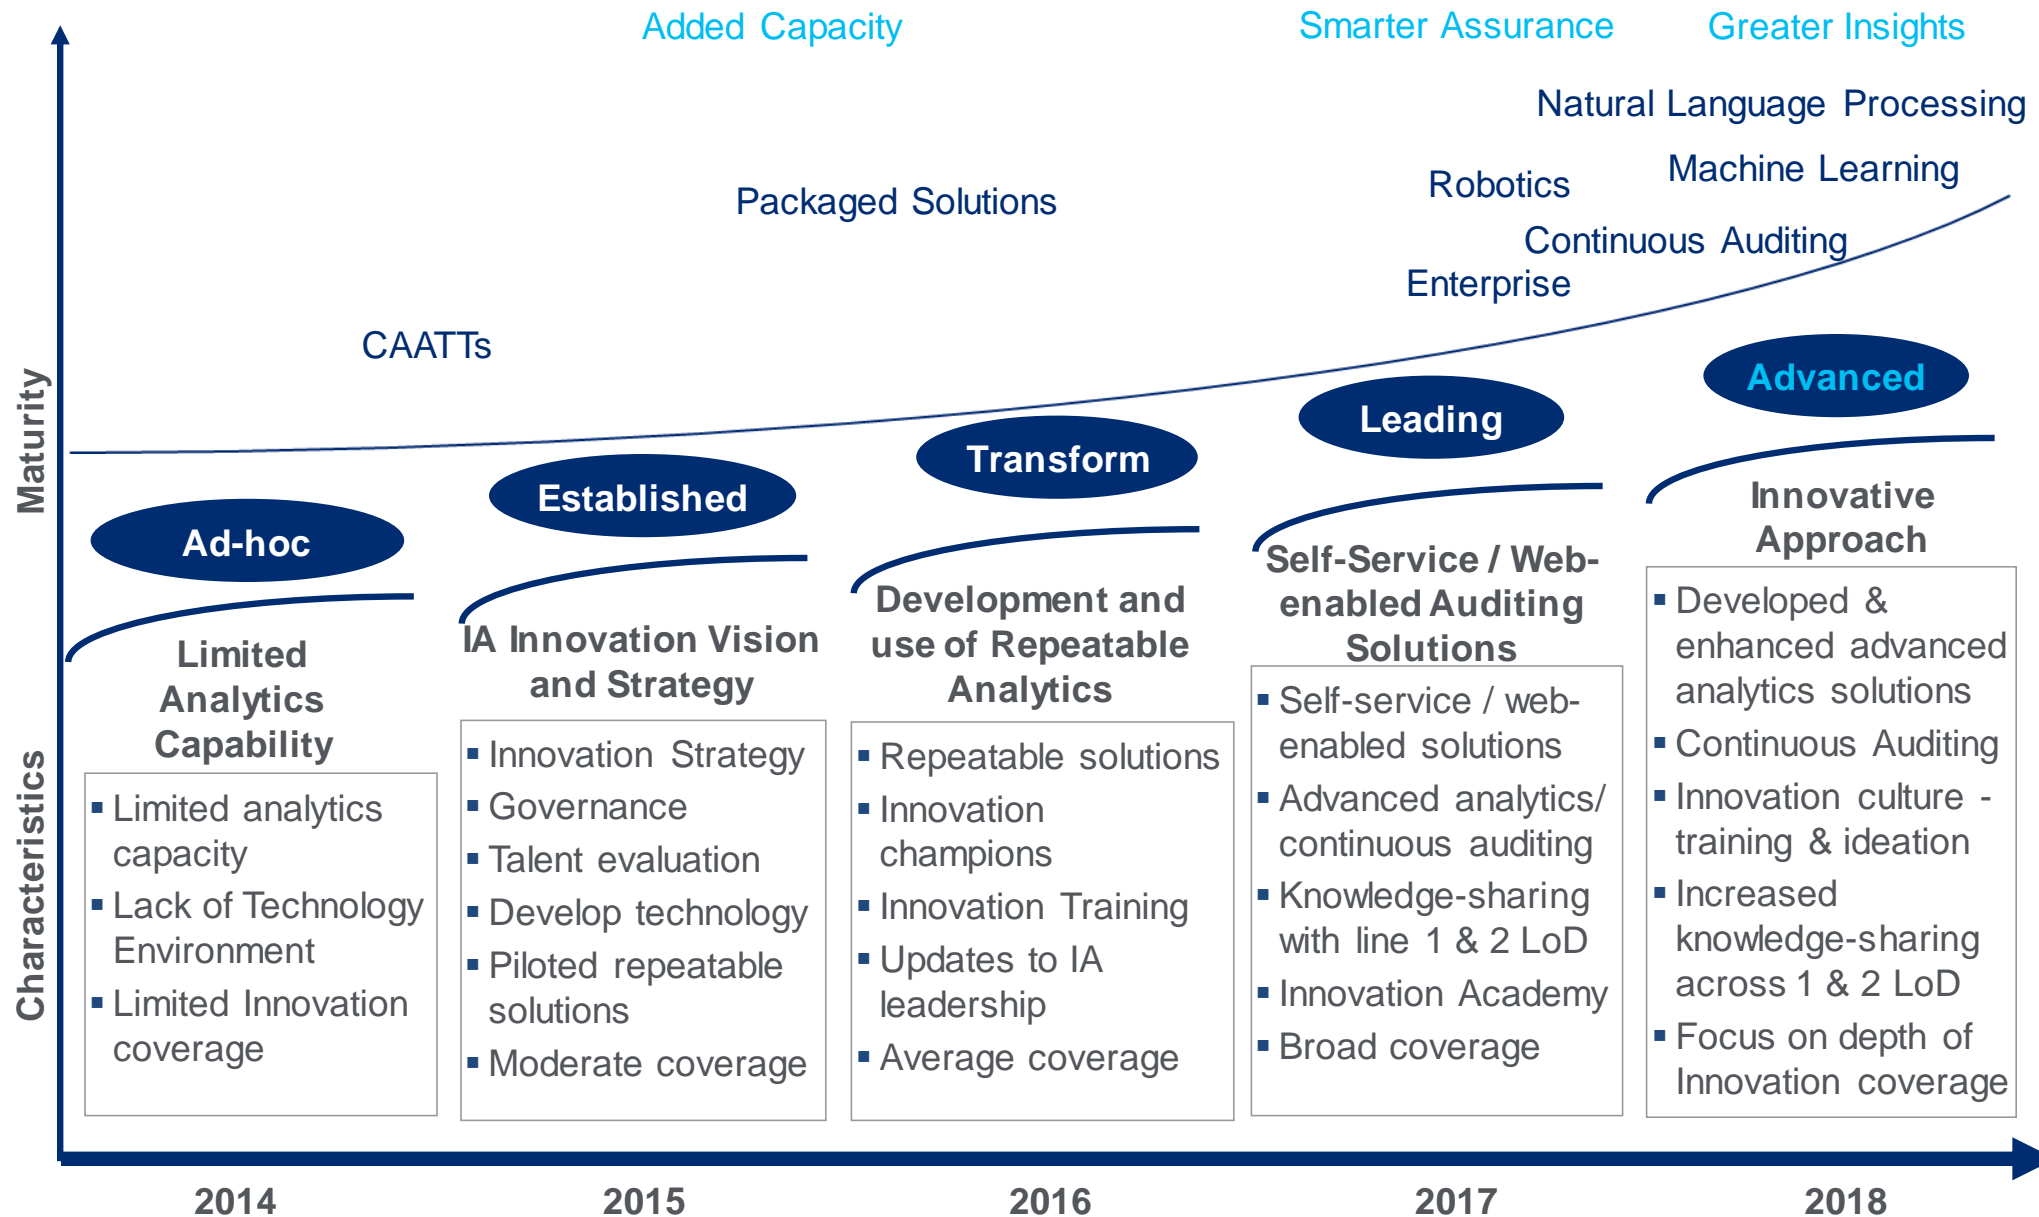 Added Capacity
Smarter Assurance
Greater Insights
Natural Language Processing
Machine Learning
Robotics
Packaged Solutions
Continuous Auditing
Enterprise
CAATTs
Maturity
Characteristics
Ad-hoc
Limited
Analytics
Capability
Limited analytics
capacity
Lack of Technology
Environment
Limited Innovation
coverage
2014
Established
IA Innovation Vision
and Strategy
Innovation Strategy
Governance
Talent evaluation
Develop technology
Piloted repeatable
solutions
Moderate coverage
2015
Transform
Development and
use of Repeatable
Analytics
Repeatable solutions
Innovation
champions
Innovation Training
Updates to IA
leadership
Average coverage
2016
Leading
Self-Service / Web-
enabled Auditing
Solutions
Self-service / web-
enabled solutions
Advanced analytics/
continuous auditing
Knowledge-sharing
with line 1 & 2 LoD
Innovation Academy
Broad coverage
2017
Advanced
Innovative
Approach
Developed &
enhanced advanced
analytics solutions
Continuous Auditing
Innovation culture -
training & ideation
Increased
knowledge-sharing
across 1 & 2 LoD
Focus on depth of
Innovation coverage
2018